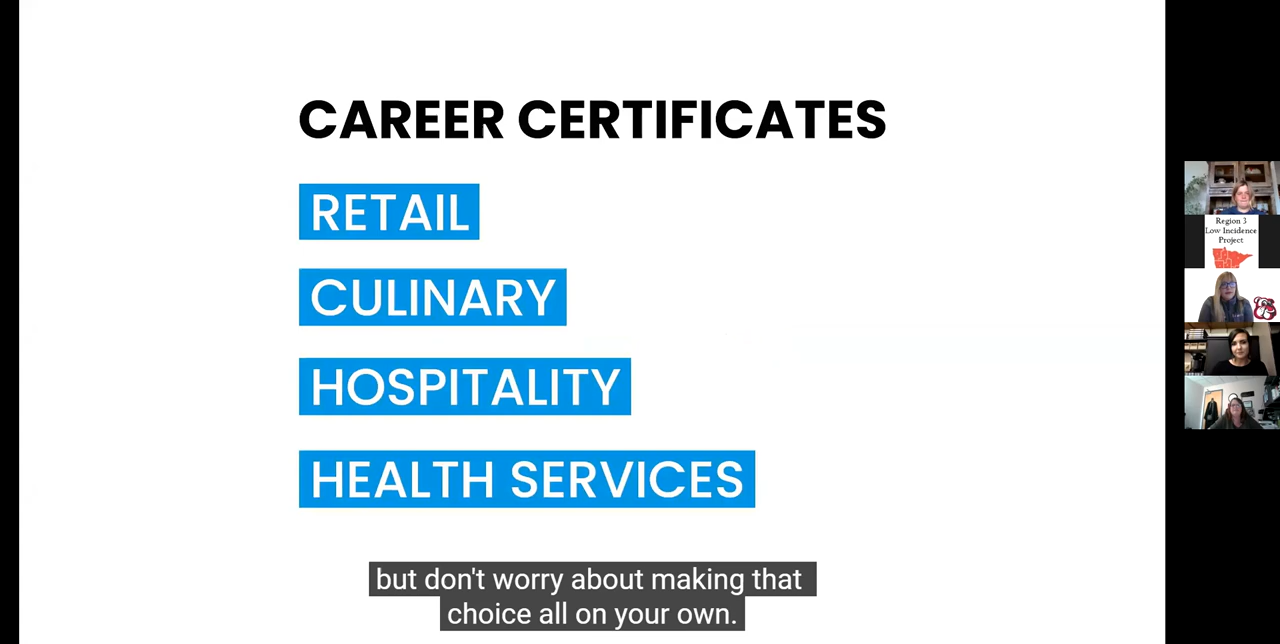 CAREER CERTIFICATES
RETAIL
CULINARY
HOSPITALITY
HEALTH SERVICES
but don't worry about making that
choice all on your own.
Region 3
Low Incidence
Project